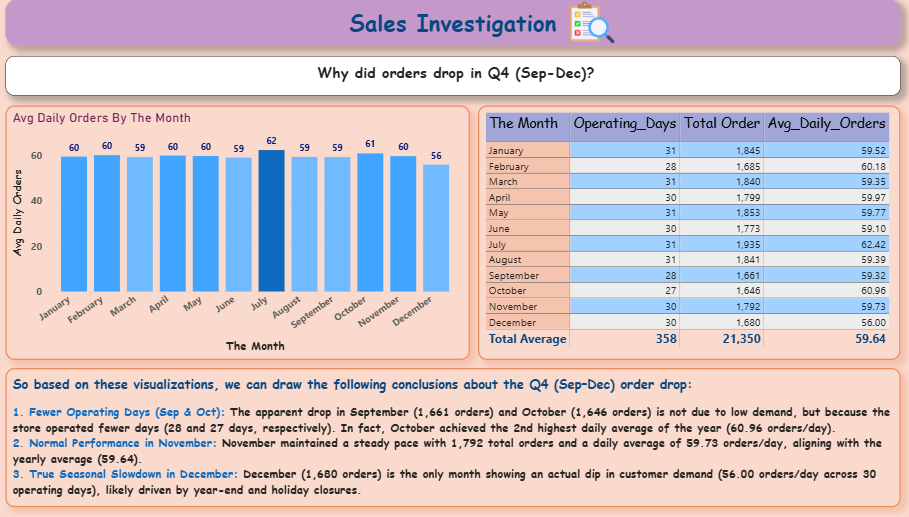 Sales Investigation
Why did orders drop in Q4 (Sep-Dec)?
Avg Daily Orders By The Month
Avg Daily Orders
60
40
20
0
60 60 59 60 60 59 62 59 59 61 60 56
January February March April May June July August September October November December
The Month
The Month Operating_Days Total Order Avg_Daily_Orders
January 31 1,845 59.52
February 28 1,685 60.18
March 31 1,840 59.35
April 30 1,799 59.97
May 31 1,853 59.77
June 30 1,773 59.10
July 31 1,935 62.42
August 31 1,841 59.39
September 28 1,661 59.32
October 27 1,646 60.96
November 30 1,792 59.73
December 30 1,680 56.00
Total Average 358 21,350 59.64
So based on these visualizations, we can draw the following conclusions about the Q4 (Sep-Dec) order drop:
1. Fewer Operating Days (Sep & Oct): The apparent drop in September (1,661 orders) and October (1,646 orders) is not due to low demand, but because the
store operated fewer days (28 and 27 days, respectively). In fact, October achieved the 2nd highest daily average of the year (60.96 orders/day).
2. Normal Performance in November: November maintained a steady pace with 1,792 total orders and a daily average of 59.73 orders/day, aligning with the
yearly average (59.64).
3. True Seasonal Slowdown in December: December (1,680 orders) is the only month showing an actual dip in customer demand (56.00 orders/day across 30
operating days), likely driven by year-end and holiday closures.